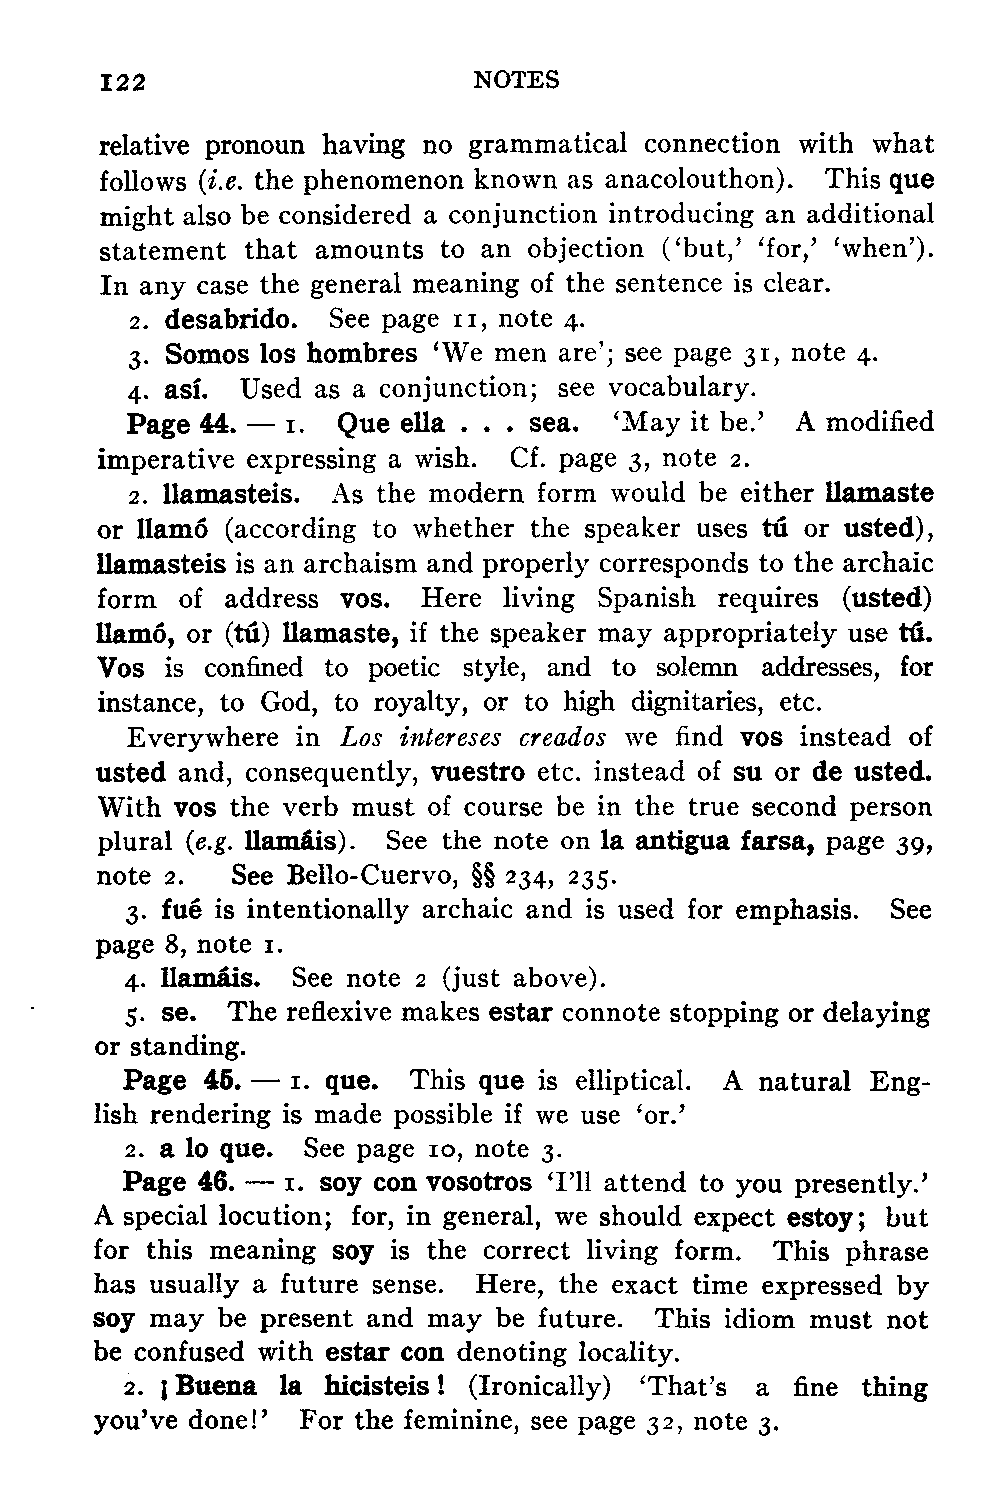 122 NOTES
relative pronoun having no grammatical connection with what
follows (i.e. the phenomenon known as anacolouthon). This que
might also be considered a conjunction introducing an additional
statement that amounts to an objection (‘but,’ ‘for,’ ‘when’).
In any case the general meaning of the sentence is clear.
2. desabrido. See page 11, note 4.
3. Somos los hombres ‘We men are’; see page 31, note 4.
4. así. Used as a conjunction; see vocabulary.
Page 44. — 1. Que ella . . . sea. ‘May it be.’ A modified
imperative expressing a wish. Cf. page 3, note 2.
2. llamasteis. As the modern form would be either llamaste
or llamó (according to whether the speaker uses tú or usted),
llamasteis is an archaism and properly corresponds to the archaic
form of address vos. Here living Spanish requires (usted)
llamó, or (tú) llamaste, if the speaker may appropriately use tú.
Vos is confined to poetic style, and to solemn addresses, for
instance, to God, to royalty, or to high dignitaries, etc.
Everywhere in Los intereses creados we find vos instead of
usted and, consequently, vuestro etc. instead of su or de usted.
With vos the verb must of course be in the true second person
plural (e.g. llamáis). See the note on la antigua farsa, page 39,
note 2. See Bello-Cuervo, §§ 234, 235.
3. fué is intentionally archaic and is used for emphasis. See
page 8, note 1.
4. llamáis. See note 2 (just above).
5. se. The reflexive makes estar connote stopping or delaying
or standing.
Page 45. — 1. que. This que is elliptical. A natural Eng-
lish rendering is made possible if we use ‘or.’
2. a lo que. See page 10, note 3.
Page 46. — 1. soy con vosotros ‘I’ll attend to you presently.’
A special locution; for, in general, we should expect estoy; but
for this meaning soy is the correct living form. This phrase
has usually a future sense. Here, the exact time expressed by
soy may be present and may be future. This idiom must not
be confused with estar con denoting locality.
2. ¡Buena la hicisteis! (Ironically) ‘That’s a fine thing
you’ve done!’ For the feminine, see page 32, note 3.